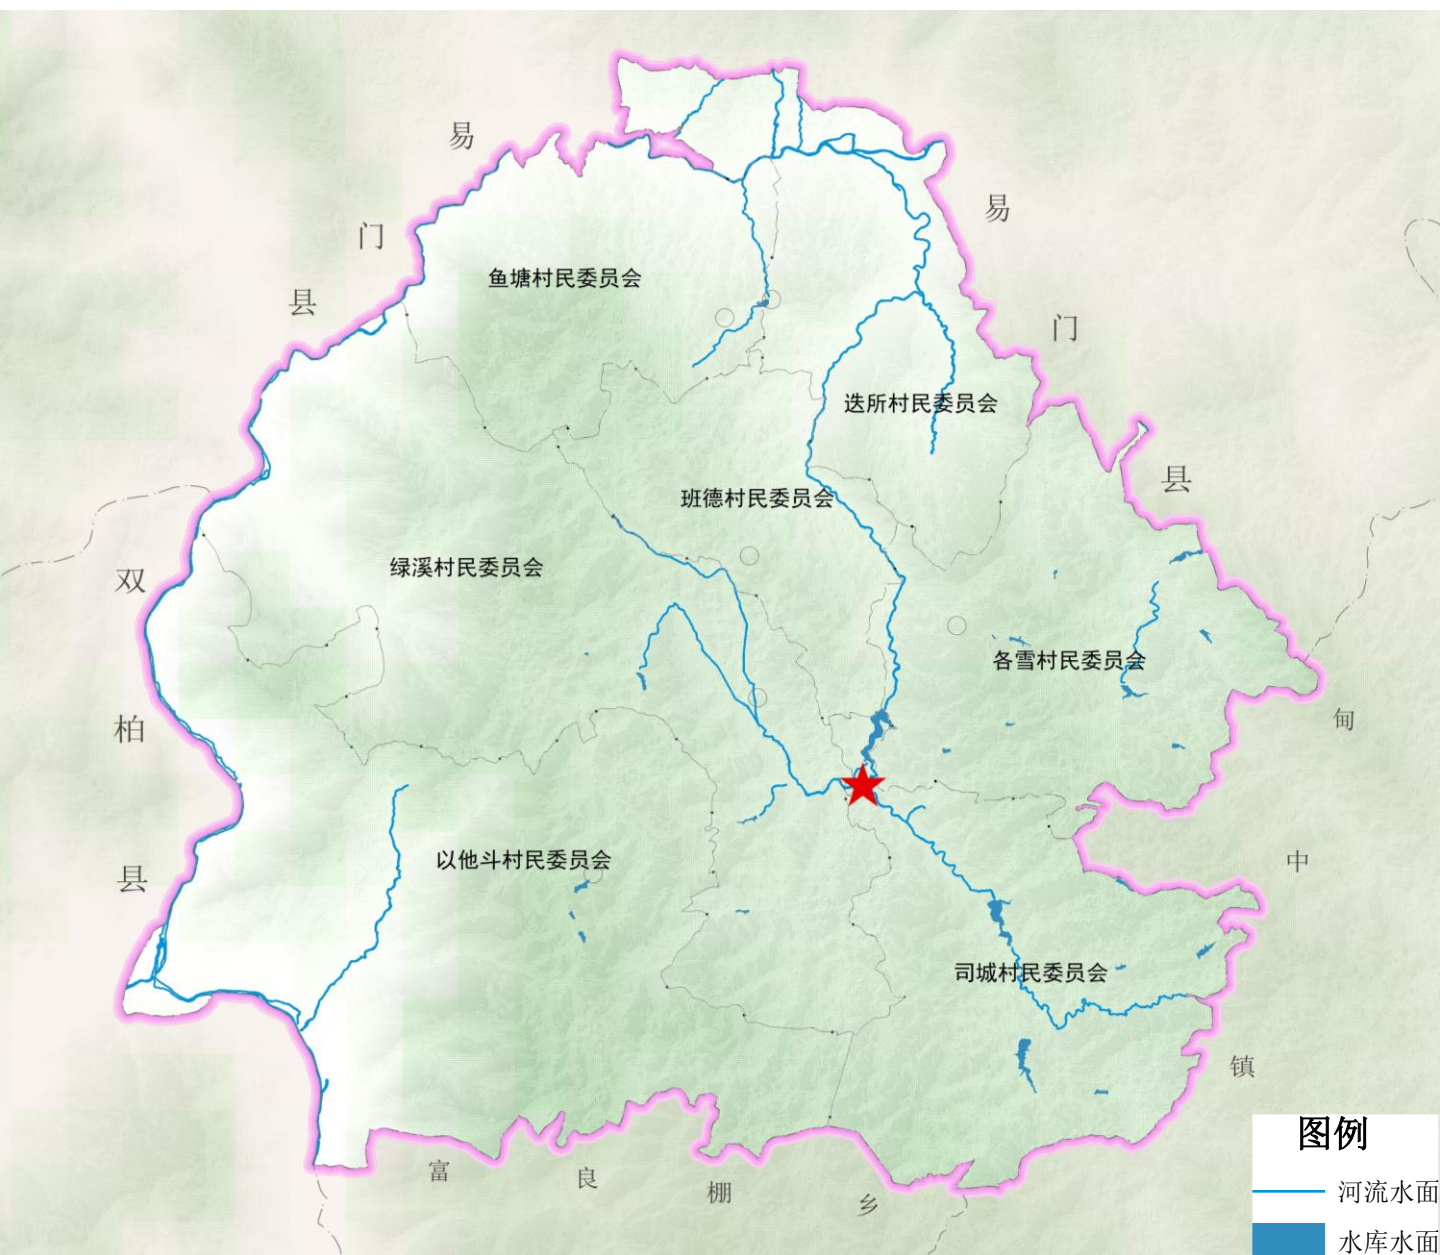 易
门
县
易
门
县
鱼塘村民委员会
迭所村民委员会
班德村民委员会
绿溪村民委员会
双
柏
县
各雪村民委员会
甸
中
镇
以他斗村民委员会
司城村民委员会
富
良
棚
乡
图例
河流水面
水库水面